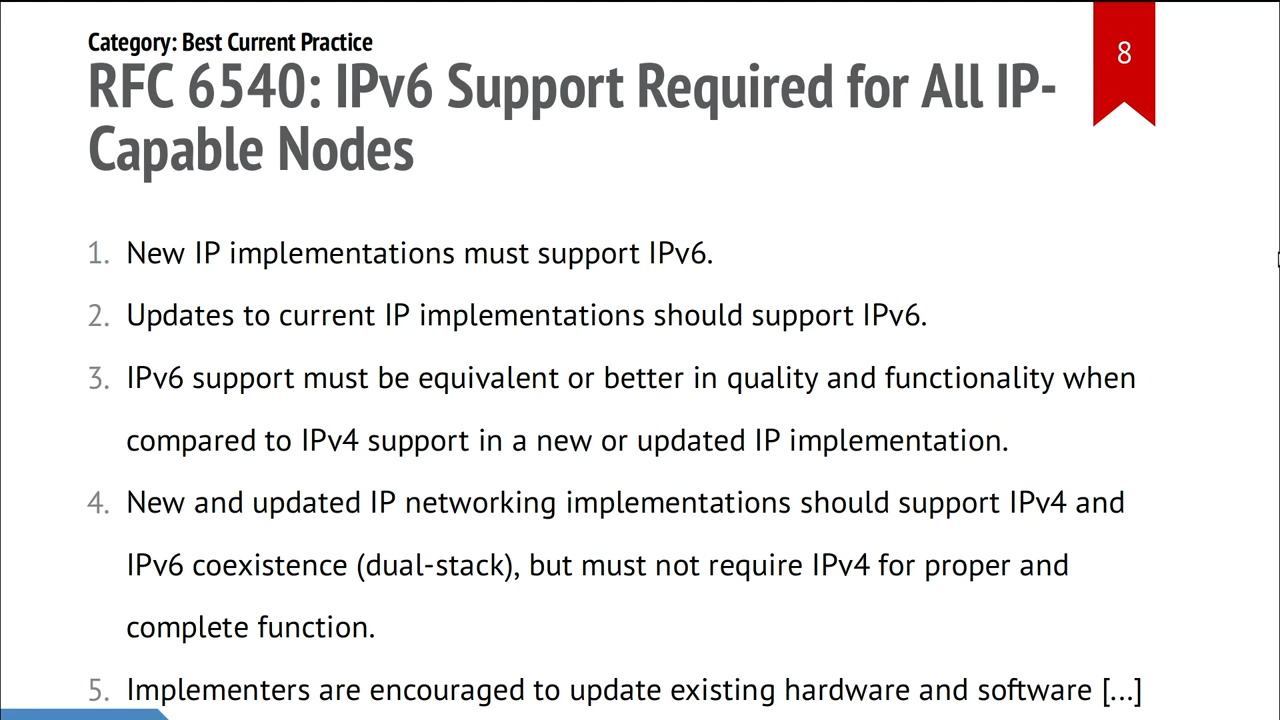 Category: Best Current Practice
8
RFC 6540: IPv6 Support Required for All IP-
Capable Nodes
1. New IP implementations must support IPv6.
2. Updates to current IP implementations should support IPv6.
3. IPv6 support must be equivalent or better in quality and functionality when
compared to IPv4 support in a new or updated IP implementation.
4. New and updated IP networking implementations should support IPv4 and
IPv6 coexistence (dual-stack), but must not require IPv4 for proper and
complete function.
5. Implementers are encouraged to update existing hardware and software [...]